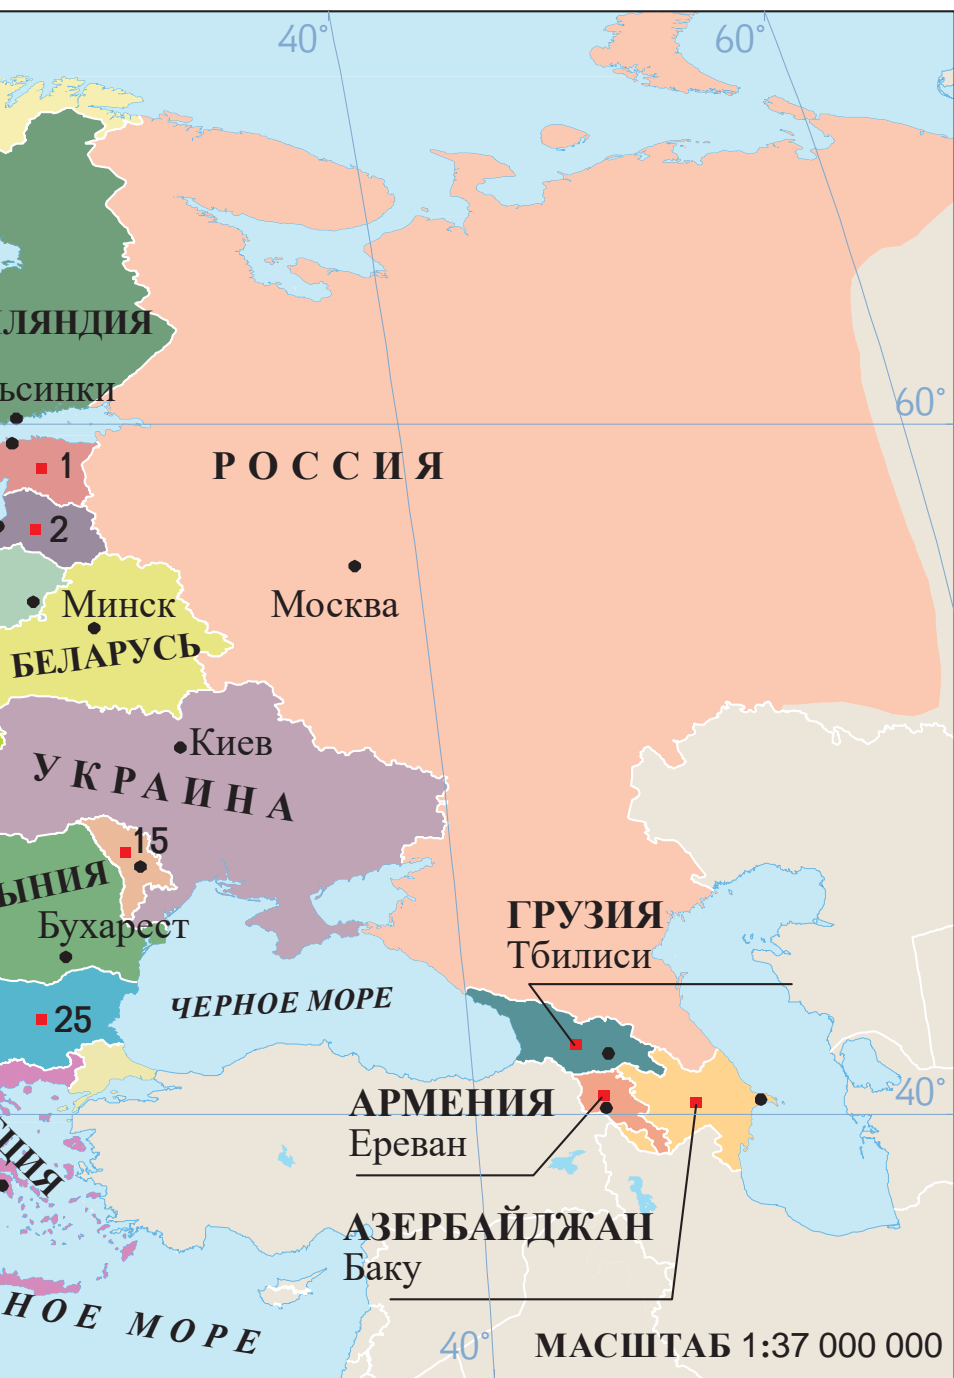 40°
60°
ЛЯНДИЯ
ьсинки
60°
1
РОССИЯ
2
Минск
Москва
БЕЛАРУСЬ
Киев
УКРАИНА
15
ЫНИЯ
Бухарест
ГРУЗИЯ
Тбилиси
ЧЕРНОЕ МОРЕ
25
40°
АРМЕНИЯ
Ереван
ЦИЯ
АЗЕРБАЙДЖАН
Баку
НОЕ МОРЕ
40°
МАСШТАБ 1:37 000 000